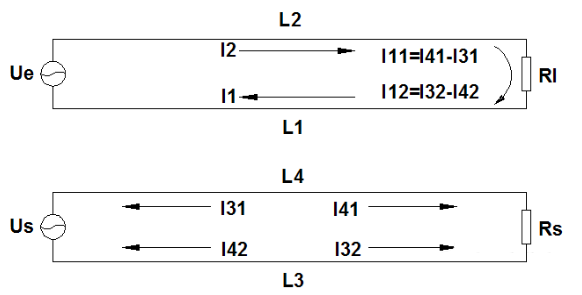 L2
I2
I11=I41-I31
Ue
Rl
I1
I12=I32-I42
L1
L4
I31
I41
Us
Rs
I42
I32
L3